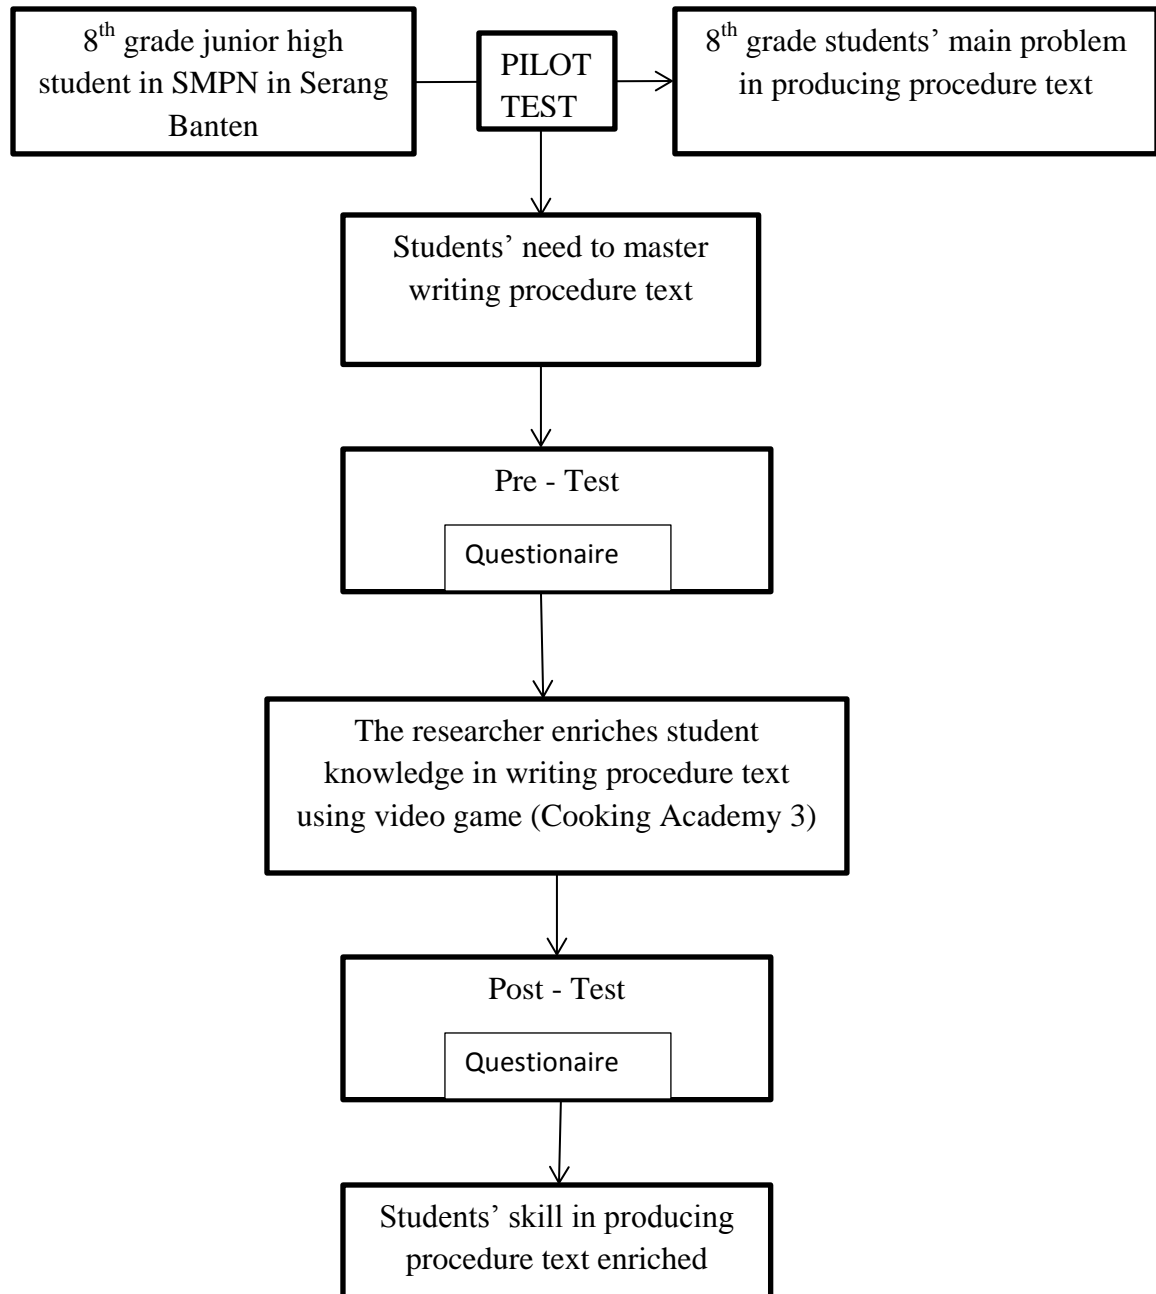 8th grade junior high
student in SMPN in Serang
Banten
PILOT
TEST
8th grade students’ main problem
in producing procedure text
Students’ need to master
writing procedure text
Pre - Test
Questionaire
The researcher enriches student
knowledge in writing procedure text
using video game (Cooking Academy 3)
Post - Test
Questionaire
Students’ skill in producing
procedure text enriched